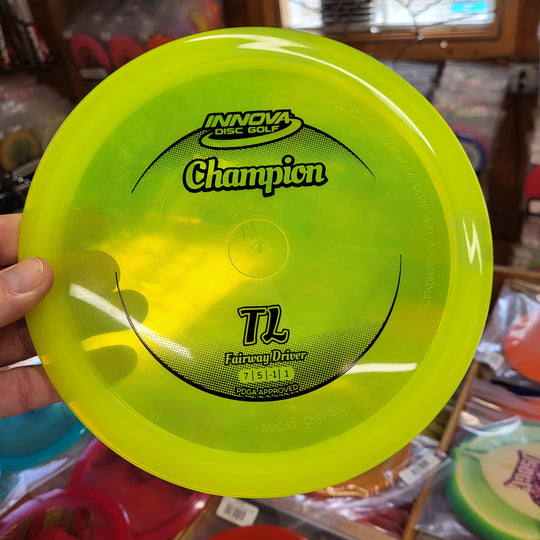 INNOVA
DISC GOLF
Champion
TL
Fairway Driver
7 | 5 | -1 | 1
PDGA APPROVED